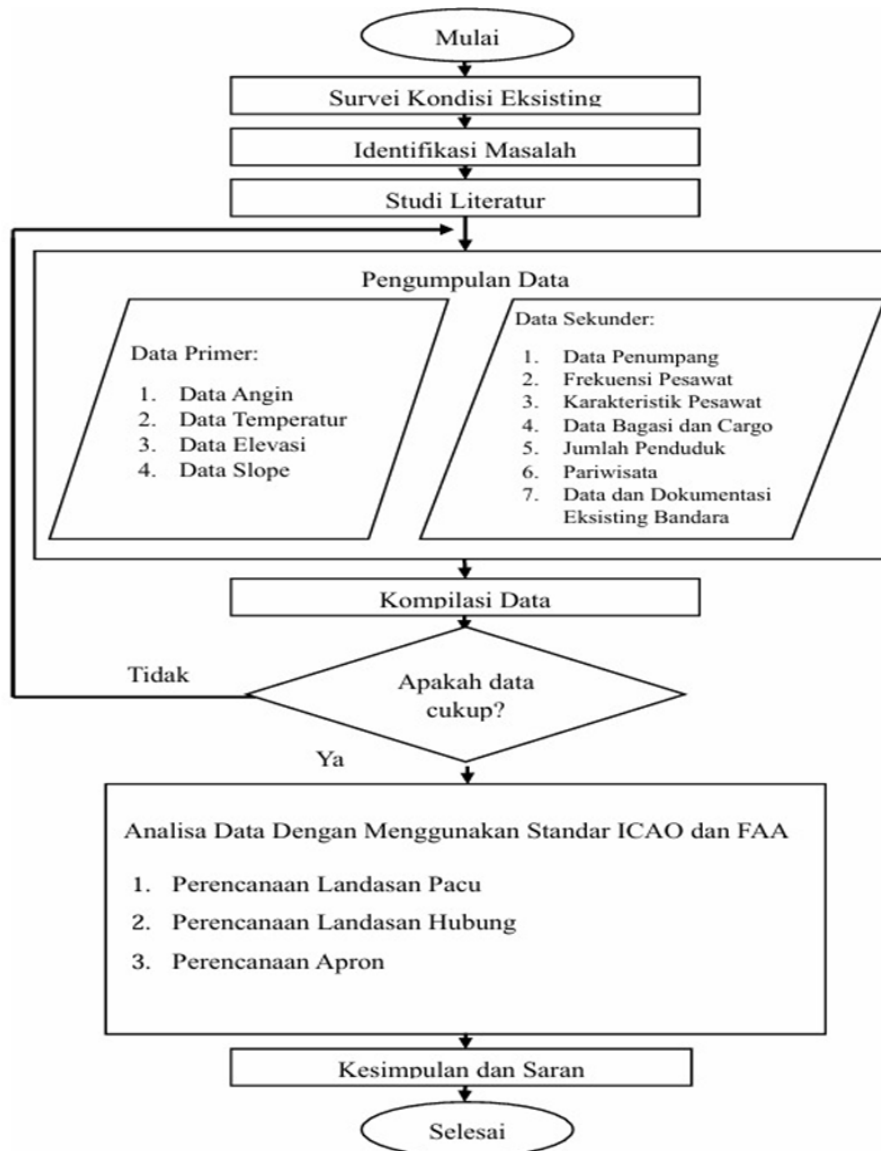 Mulai
Survei Kondisi Eksisting
Identifikasi Masalah
Studi Literatur
Pengumpulan Data
Data Primer:
1. Data Angin
2. Data Temperatur
3. Data Elevasi
4. Data Slope
Data Sekunder:
1. Data Penumpang
2. Frekuensi Pesawat
3. Karakteristik Pesawat
4. Data Bagasi dan Cargo
5. Jumlah Penduduk
6. Pariwisata
7. Data dan Dokumentasi
Eksisting Bandara
Kompilasi Data
Tidak
Apakah data
cukup?
Ya
Analisa Data Dengan Menggunakan Standar ICAO dan FAA
1. Perencanaan Landasan Pacu
2. Perencanaan Landasan Hubung
3. Perencanaan Apron
Kesimpulan dan Saran
Selesai